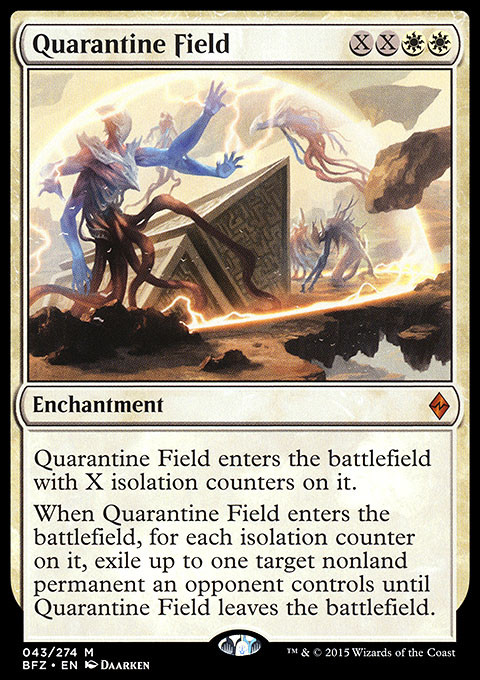 Quarantine Field XX
Enchantment
Quarantine Field enters the battlefield
with X isolation counters on it.
When Quarantine Field enters the
battlefield, for each isolation counter
on it, exile up to one target nonland
permanent an opponent controls until
Quarantine Field leaves the battlefield.
043/274 M
BFZ • EN DAARKEN
™ & © 2015 Wizards of the Coast